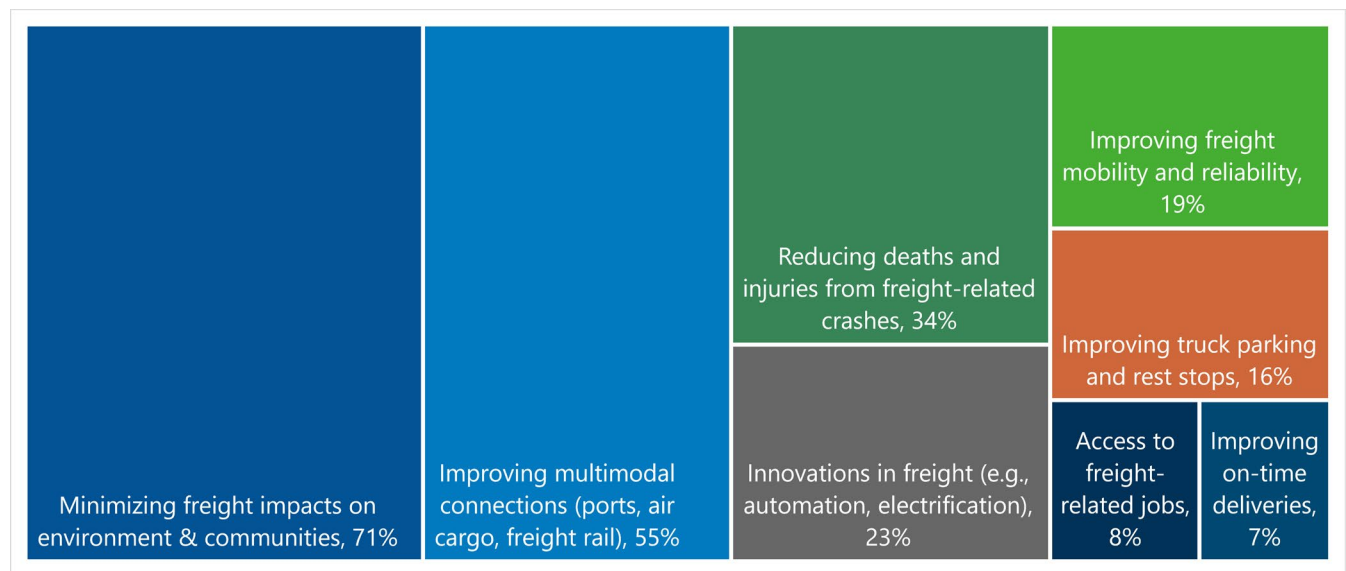 Minimizing freight impacts on
environment & communities, 71%
Improving multimodal
connections (ports, air
cargo, freight rail), 55%
Reducing deaths and
injuries from freight-related
crashes, 34%
Innovations in freight (e.g.,
automation, electrification),
23%
Improving freight
mobility and reliability,
19%
Improving truck parking
and rest stops, 16%
Access to
freight-
related jobs,
8%
Improving
on-time
deliveries,
7%